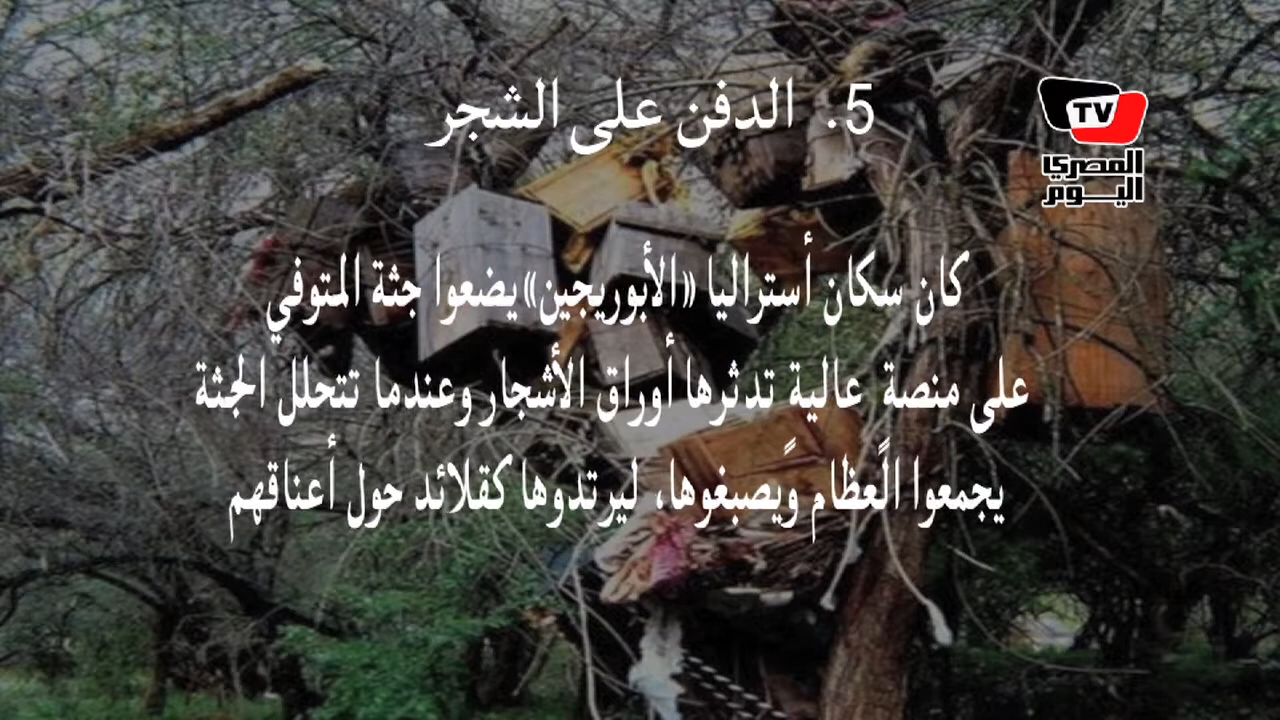 5. الدفن على الشجر
TV
المصري
اليوم
كان سكان أستراليا «الأبوريجين» يضعوا جثة المتوفي
على منصة عالية تدثرها أوراق الأشجار وعندما تتحلل الجثة
يجمعوا العظام ويصبغوها، ليرتدوها كقلائد حول أعناقهم